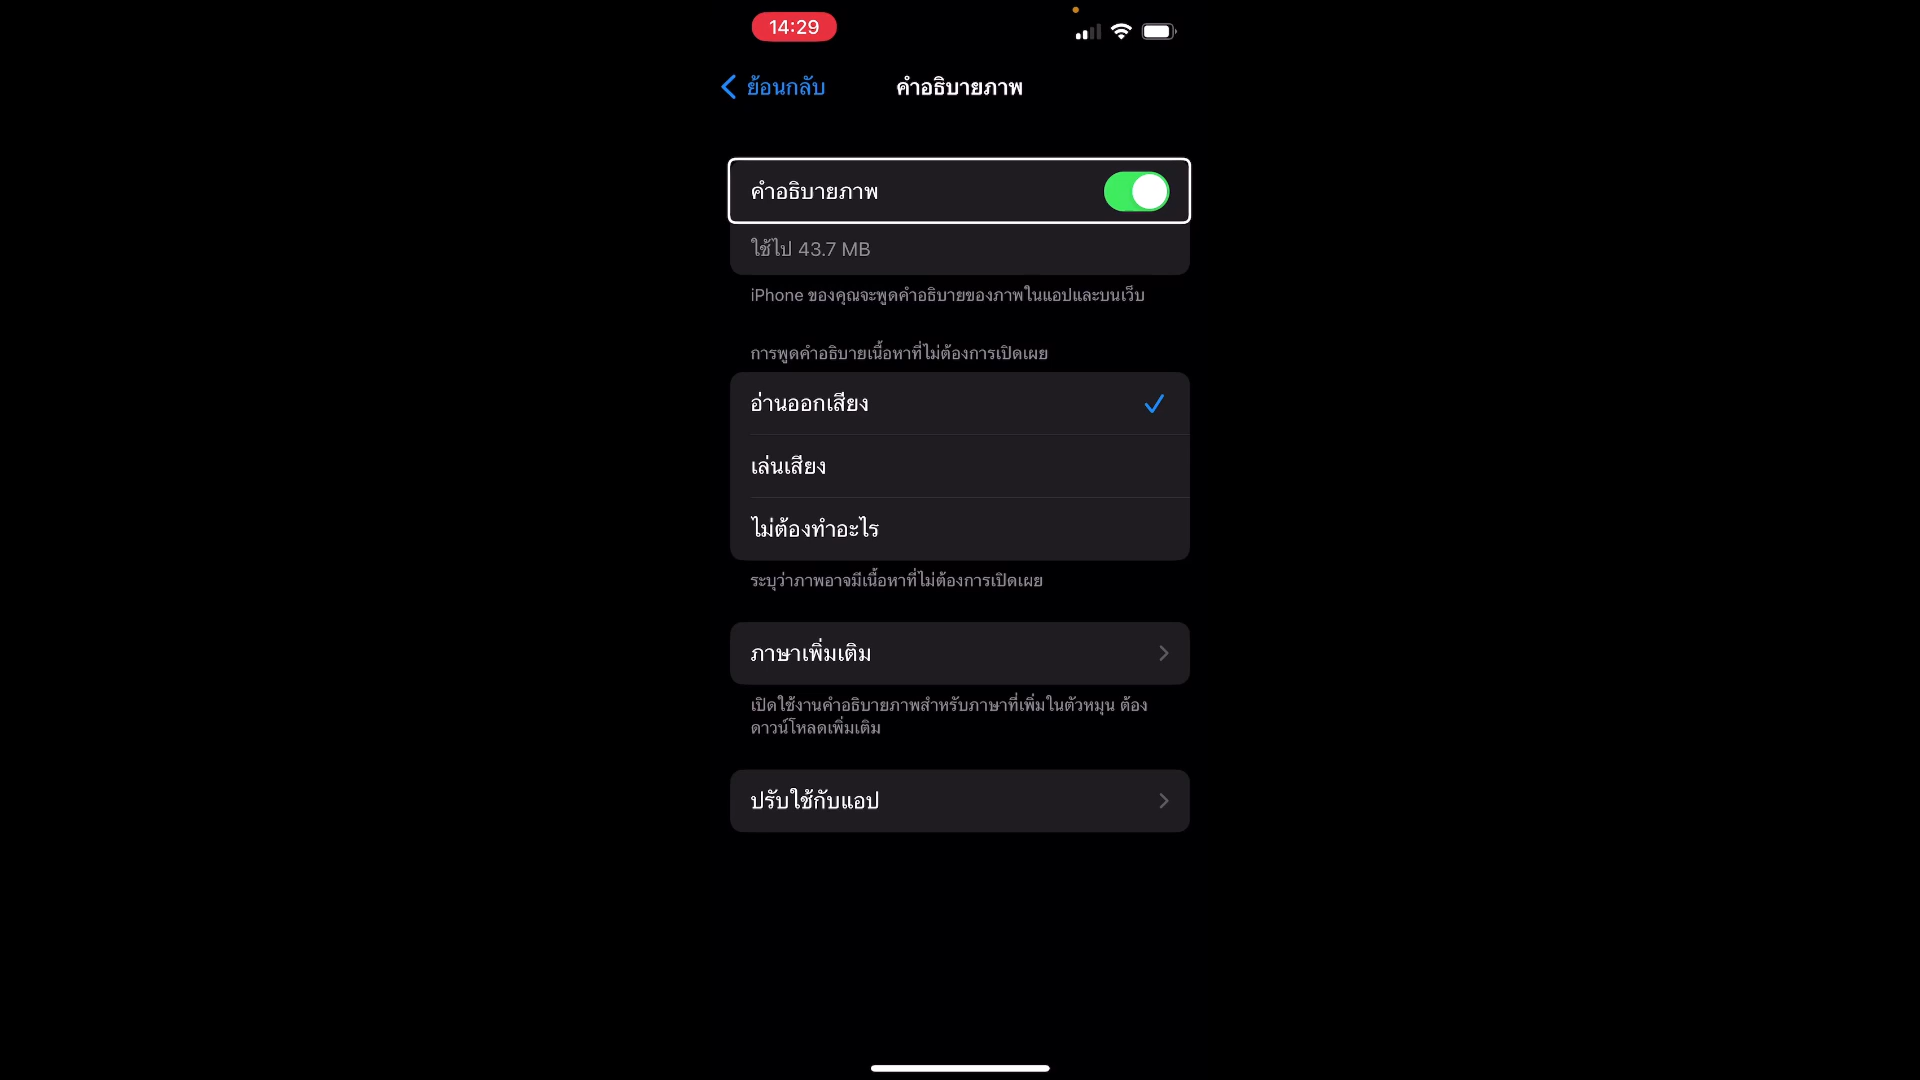 14:29
ย้อนกลับ
คำอธิบายภาพ
คำอธิบายภาพ
ใช้ไป 43.7 MB
iPhone ของคุณจะพูดคำอธิบายของภาพในแอปและบนเว็บ
การพูดคำอธิบายเนื้อหาที่ไม่ต้องการเปิดเผย
อ่านออกเสียง
เล่นเสียง
ไม่ต้องทำอะไร
ระบุว่าภาพอาจมีเนื้อหาที่ไม่ต้องการเปิดเผย
ภาษาเพิ่มเติม
เปิดใช้งานคำอธิบายภาพสำหรับภาษาที่เพิ่มในตัวหมุน ต้อง
ดาวน์โหลดเพิ่มเติม
ปรับใช้กับแอป